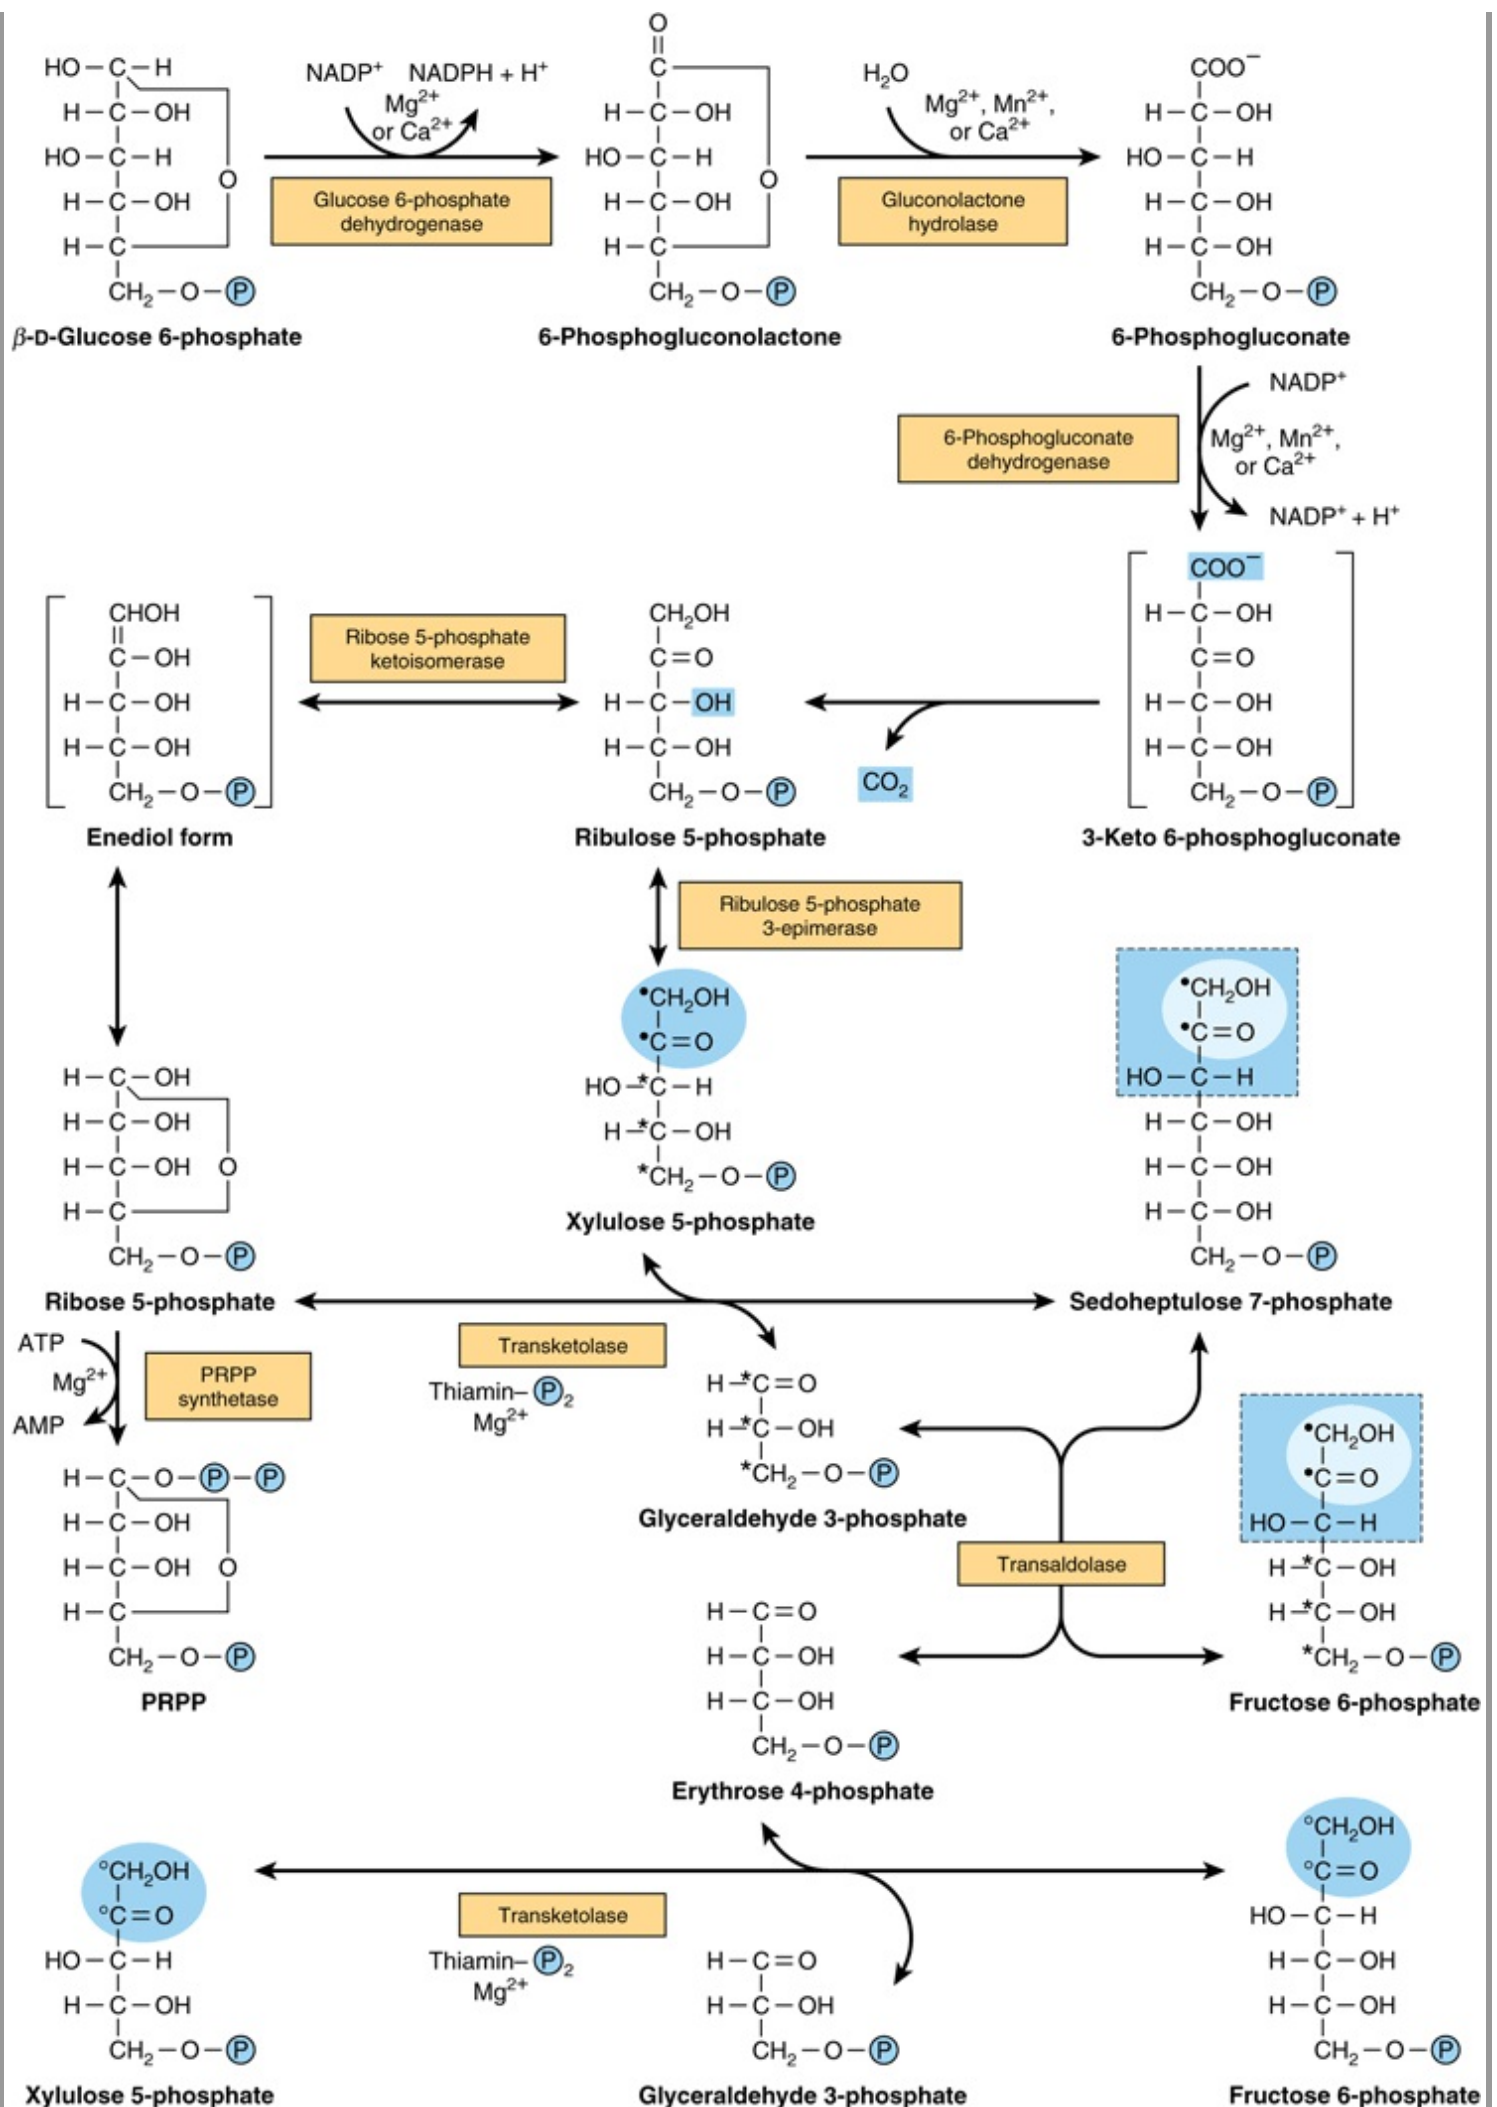 HO–C–H
H–C–OH
HO–C–H
O
H–C–OH
H–C
CH₂–O–P
β-D-Glucose 6-phosphate
NADP⁺ NADPH + H⁺
Mg²⁺
or Ca²⁺
Glucose 6-phosphate
dehydrogenase
O
C
H–C–OH
HO–C–H
O
H–C–OH
H–C
CH₂–O–P
6-Phosphogluconolactone
H₂O
Mg²⁺, Mn²⁺,
or Ca²⁺
Gluconolactone
hydrolase
COO⁻
H–C–OH
HO–C–H
H–C–OH
H–C–OH
CH₂–O–P
6-Phosphogluconate
6-Phosphogluconate
dehydrogenase
NADP⁺
Mg²⁺, Mn²⁺,
or Ca²⁺
NADP⁺ + H⁺
COO⁻
H–C–OH
C=O
H–C–OH
H–C–OH
CH₂–O–P
3-Keto 6-phosphogluconate
CO₂
CH₂OH
C=O
H–C–OH
H–C–OH
CH₂–O–P
Ribulose 5-phosphate
Ribose 5-phosphate
ketoisomerase
CHOH
C–OH
H–C–OH
H–C–OH
CH₂–O–P
Enediol form
Ribulose 5-phosphate
3-epimerase
•CH₂OH
•C=O
HO–*C–H
H–*C–OH
*CH₂–O–P
Xylulose 5-phosphate
•CH₂OH
•C=O
HO–C–H
H–C–OH
H–C–OH
H–C–OH
CH₂–O–P
Sedoheptulose 7-phosphate
H–C–OH
H–C–OH
H–C–OH O
H–C
CH₂–O–P
Ribose 5-phosphate
Transketolase
Thiamin–P₂
Mg²⁺
ATP
Mg²⁺
AMP
PRPP
synthetase
H–C–O–P–P
H–C–OH
H–C–OH O
H–C
CH₂–O–P
PRPP
H–*C=O
H–*C–OH
*CH₂–O–P
Glyceraldehyde 3-phosphate
Transaldolase
•CH₂OH
•C=O
HO–C–H
H–*C–OH
H–*C–OH
*CH₂–O–P
Fructose 6-phosphate
H–C=O
H–C–OH
H–C–OH
CH₂–O–P
Erythrose 4-phosphate
°CH₂OH
°C=O
HO–C–H
H–C–OH
CH₂–O–P
Xylulose 5-phosphate
Transketolase
Thiamin–P₂
Mg²⁺
H–C=O
H–C–OH
CH₂–O–P
Glyceraldehyde 3-phosphate
°CH₂OH
°C=O
HO–C–H
H–C–OH
H–C–OH
CH₂–O–P
Fructose 6-phosphate